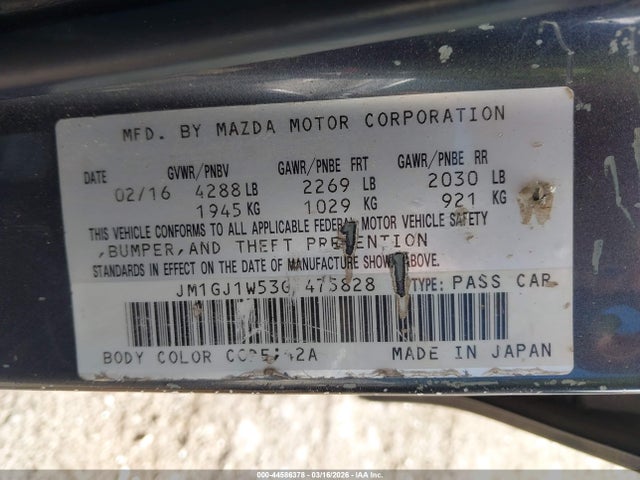 MFD. BY MAZDA MOTOR CORPORATION
DATE GVWR/PNBV GAWR/PNBE FRT GAWR/PNBE RR
02/16 4288 LB 2269 LB 2030 LB
1945 KG 1029 KG 921 KG
THIS VEHICLE CONFORMS TO ALL APPLICABLE FEDERAL MOTOR VEHICLE SAFETY
,BUMPER,AND THEFT PREVENTION
STANDARDS IN EFFECT ON THE DATE OF MANUFACTURE SHOWN ABOVE.
475828 TYPE: PASS CAR
BODY COLOR MADE IN JAPAN
000--44586378 - 03/16/2026 - IAA Inc.